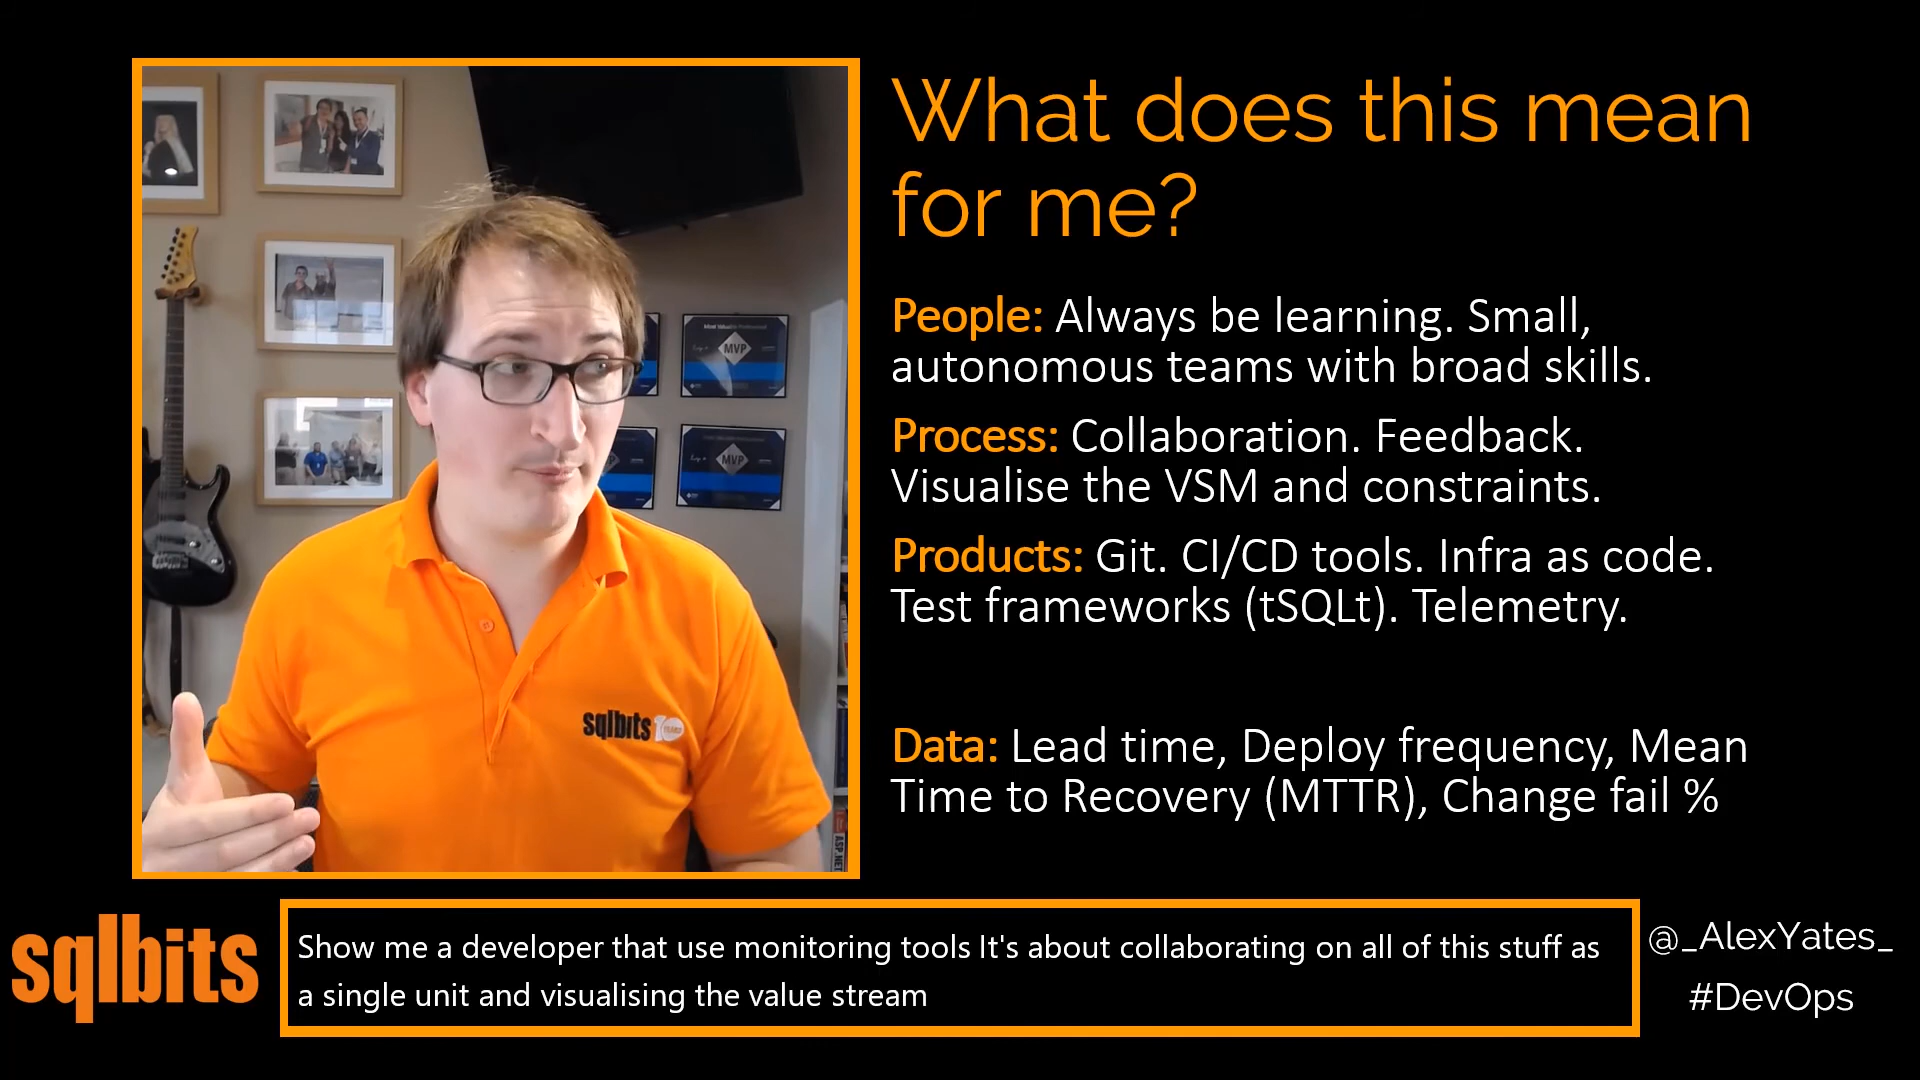 What does this mean
for me?
People: Always be learning. Small,
autonomous teams with broad skills.
Process: Collaboration. Feedback.
Visualise the VSM and constraints.
Products: Git. CI/CD tools. Infra as code.
Test frameworks (tSQLt). Telemetry.
Data: Lead time, Deploy frequency, Mean
Time to Recovery (MTTR), Change fail %
MVP
MVP
sqlbits 10
ASP.NET
sqlbits
Show me a developer that use monitoring tools It's about collaborating on all of this stuff as
a single unit and visualising the value stream
@_AlexYates_
#DevOps